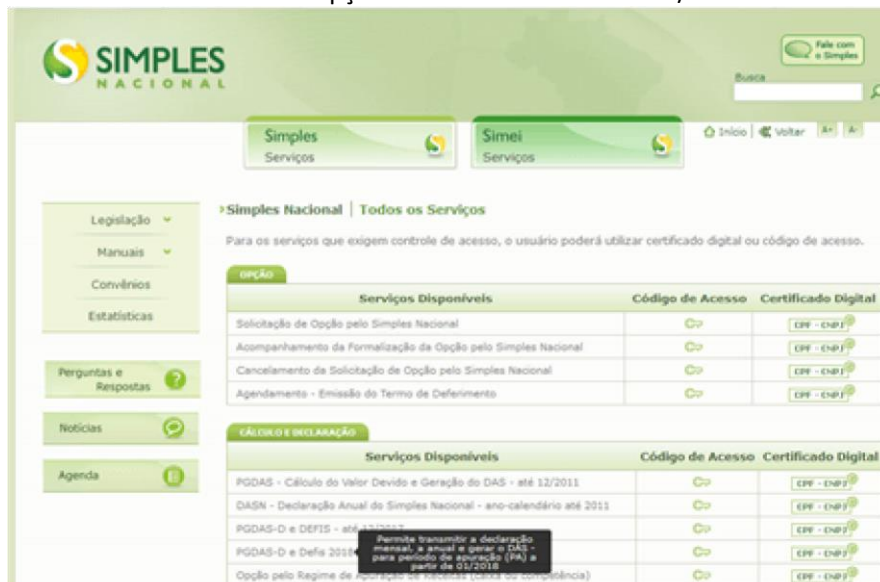 SIMPLES
NACIONAL
Fale com
o Simples
Busca
Simples
Serviços
Simei
Serviços
Início | Voltar A+ A-
Legislação
Manuais
Convênios
Estatísticas
Perguntas e
Respostas
?
Notícias
Agenda
Simples Nacional | Todos os Serviços
Para os serviços que exigem controle de acesso, o usuário poderá utilizar certificado digital ou código de acesso.
OPÇÃO
Serviços Disponíveis Código de Acesso Certificado Digital
Solicitação de Opção pelo Simples Nacional CPF - CNPJ
Acompanhamento da Formalização da Opção pelo Simples Nacional CPF - CNPJ
Cancelamento da Solicitação de Opção pelo Simples Nacional CPF - CNPJ
Agendamento - Emissão do Termo de Deferimento CPF - CNPJ
CÁLCULO E DECLARAÇÃO
Serviços Disponíveis Código de Acesso Certificado Digital
PGDAS - Cálculo do Valor Devido e Geração do DAS - até 12/2011 CPF - CNPJ
DASN - Declaração Anual do Simples Nacional - ano-calendário até 2011 CPF - CNPJ
PGDAS-D e DEFIS - até 12/2017 CPF - CNPJ
PGDAS-D e Defis 2018 CPF - CNPJ
Permite transmitir a declaração
mensal, a anual e gerar o DAS -
para período de apuração (PA) a
partir de 01/2018
Opção pelo Regime de Apuração de Receitas (caixa ou competência) CPF - CNPJ